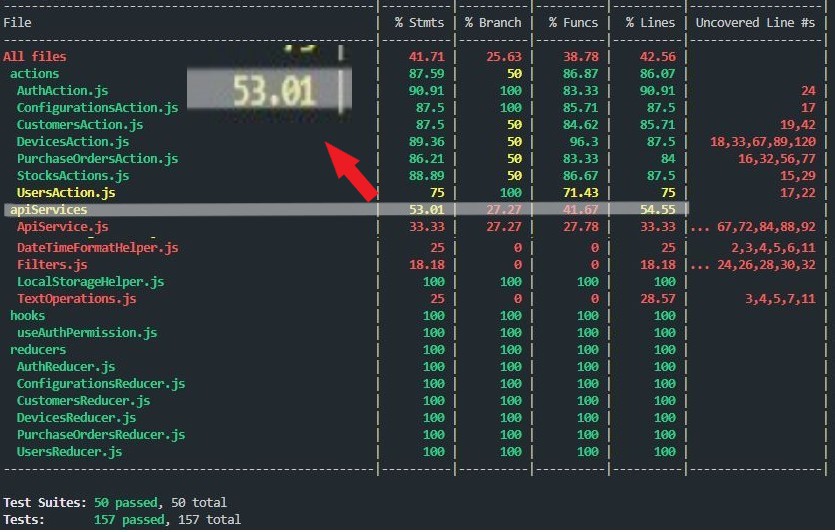 File | % Stmts | % Branch | % Funcs | % Lines | Uncovered Line #s |
All files | 41.71 | 25.63 | 38.78 | 42.56 | |
actions | 87.59 | 50 | 86.87 | 86.07 | |
AuthAction.js | 90.91 | 100 | 83.33 | 90.91 | 24 |
53.01
ConfigurationsAction.js | 87.5 | 100 | 85.71 | 87.5 | 17 |
CustomersAction.js | 87.5 | 50 | 84.62 | 85.71 | 19,42 |
DevicesAction.js | 89.36 | 50 | 96.3 | 87.5 | 18,33,67,89,120 |
PurchaseOrdersAction.js | 86.21 | 50 | 83.33 | 84 | 16,32,56,77 |
StocksAction.js | 88.89 | 50 | 86.67 | 87.5 | 15,29 |
UsersAction.js | 75 | 100 | 71.43 | 75 | 17,22 |
apiServices | 53.01 | 27.27 | 41.67 | 54.55 | |
ApiService.js | 33.33 | 27.27 | 27.78 | 33.33 | ... 67,72,84,88,92 |
DateTimeFormatHelper.js | 25 | 0 | 0 | 25 | 2,3,4,5,6,11 |
Filters.js | 18.18 | 0 | 0 | 18.18 | ... 24,26,28,30,32 |
LocalStorageHelper.js | 100 | 100 | 100 | 100 | |
TextOperations.js | 25 | 0 | 0 | 28.57 | 3,4,5,7,11 |
hooks | 100 | 100 | 100 | 100 | |
useAuthPermission.js | 100 | 100 | 100 | 100 | |
reducers | 100 | 100 | 100 | 100 | |
AuthReducer.js | 100 | 100 | 100 | 100 | |
ConfigurationsReducer.js | 100 | 100 | 100 | 100 | |
CustomersReducer.js | 100 | 100 | 100 | 100 | |
DevicesReducer.js | 100 | 100 | 100 | 100 | |
PurchaseOrdersReducer.js | 100 | 100 | 100 | 100 | |
UsersReducer.js | 100 | 100 | 100 | 100 | |
Test Suites: 50 passed, 50 total
Tests: 157 passed, 157 total